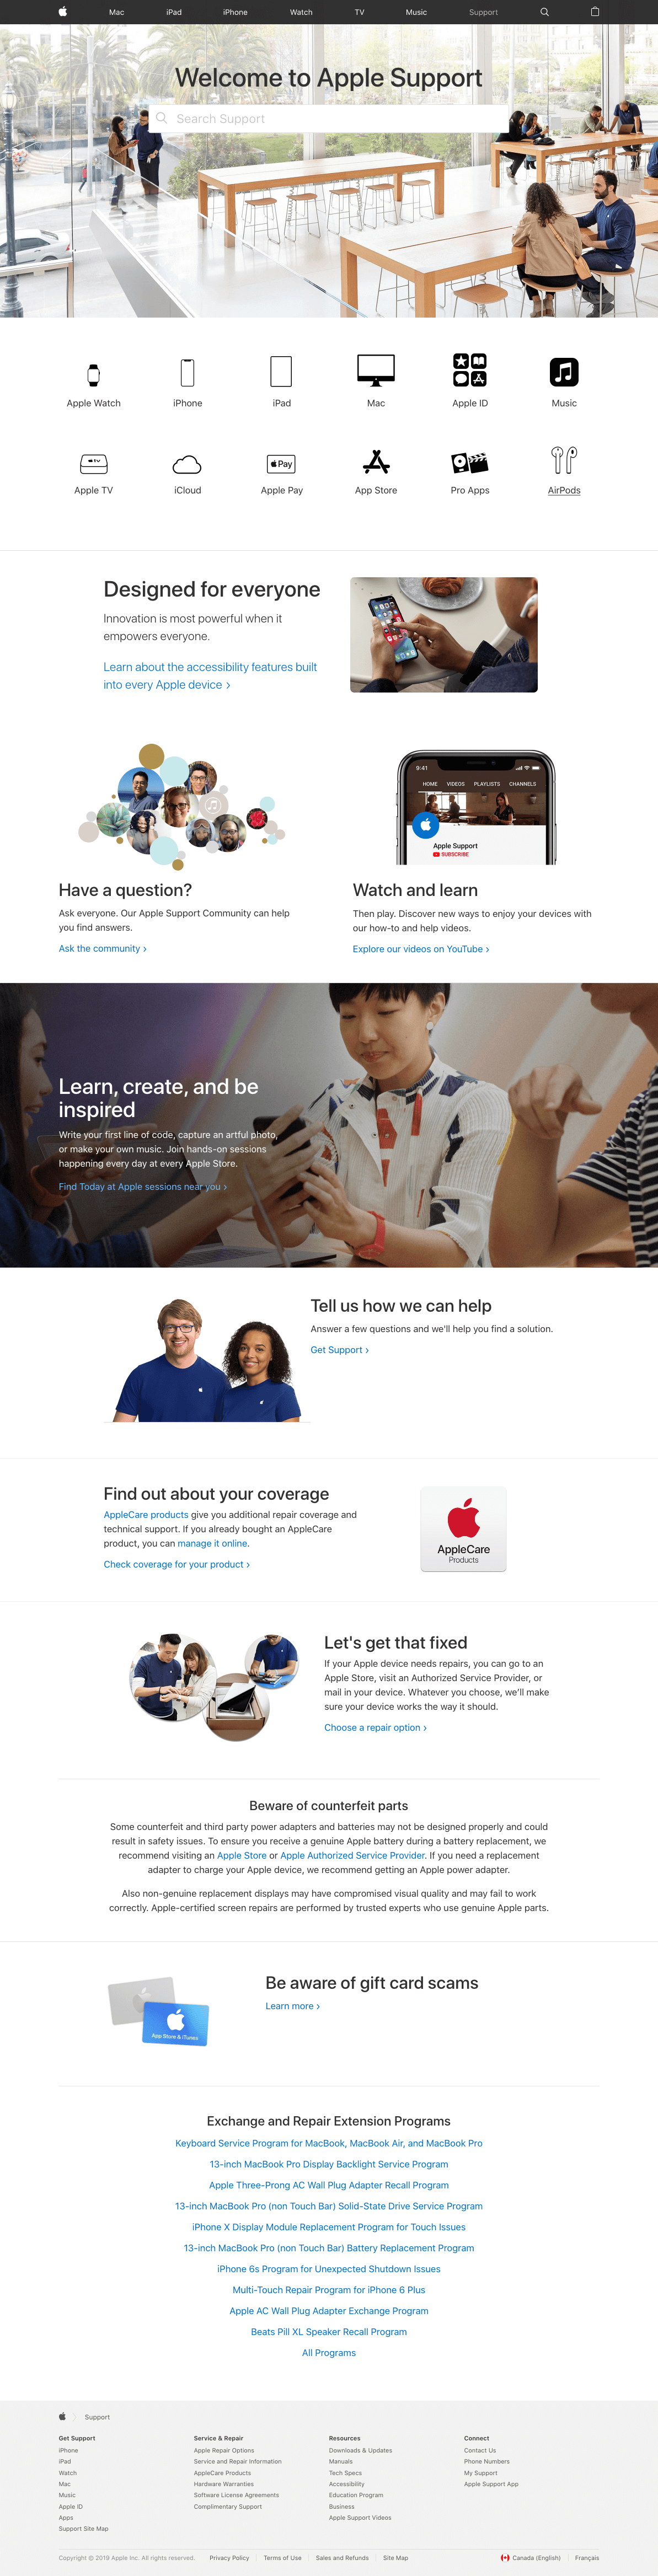 Mac iPad iPhone Watch TV Music Support
Welcome to Apple Support
Search Support
Apple Watch iPhone iPad Mac Apple ID Music
tv Pay
Apple TV iCloud Apple Pay App Store Pro Apps AirPods
Designed for everyone
Innovation is most powerful when it
empowers everyone.
Learn about the accessibility features built
into every Apple device ›
9:41
HOME VIDEOS PLAYLISTS CHANNELS
Apple Support
SUBSCRIBE
Have a question?
Ask everyone. Our Apple Support Community can help
you find answers.
Ask the community ›
Watch and learn
Then play. Discover new ways to enjoy your devices with
our how-to and help videos.
Explore our videos on YouTube ›
Learn, create, and be
inspired
Write your first line of code, capture an artful photo,
or make your own music. Join hands-on sessions
happening every day at every Apple Store.
Find Today at Apple sessions near you ›
Tell us how we can help
Answer a few questions and we'll help you find a solution.
Get Support ›
Find out about your coverage
AppleCare products give you additional repair coverage and
technical support. If you already bought an AppleCare
product, you can manage it online.
Check coverage for your product ›
AppleCare
Products
Let's get that fixed
If your Apple device needs repairs, you can go to an
Apple Store, visit an Authorized Service Provider, or
mail in your device. Whatever you choose, we'll make
sure your device works the way it should.
Choose a repair option ›
Beware of counterfeit parts
Some counterfeit and third party power adapters and batteries may not be designed properly and could
result in safety issues. To ensure you receive a genuine Apple battery during a battery replacement, we
recommend visiting an Apple Store or Apple Authorized Service Provider. If you need a replacement
adapter to charge your Apple device, we recommend getting an Apple power adapter.
Also non-genuine replacement displays may have compromised visual quality and may fail to work
correctly. Apple-certified screen repairs are performed by trusted experts who use genuine Apple parts.
App Store & iTunes
Be aware of gift card scams
Learn more ›
Exchange and Repair Extension Programs
Keyboard Service Program for MacBook, MacBook Air, and MacBook Pro
13-inch MacBook Pro Display Backlight Service Program
Apple Three-Prong AC Wall Plug Adapter Recall Program
13-inch MacBook Pro (non Touch Bar) Solid-State Drive Service Program
iPhone X Display Module Replacement Program for Touch Issues
13-inch MacBook Pro (non Touch Bar) Battery Replacement Program
iPhone 6s Program for Unexpected Shutdown Issues
Multi-Touch Repair Program for iPhone 6 Plus
Apple AC Wall Plug Adapter Exchange Program
Beats Pill XL Speaker Recall Program
All Programs
Support
Get Support
iPhone
iPad
Watch
Mac
Music
Apple ID
Apps
Support Site Map
Service & Repair
Apple Repair Options
Service and Repair Information
AppleCare Products
Hardware Warranties
Software License Agreements
Complimentary Support
Resources
Downloads & Updates
Manuals
Tech Specs
Accessibility
Education Program
Business
Apple Support Videos
Connect
Contact Us
Phone Numbers
My Support
Apple Support App
Copyright © 2019 Apple Inc. All rights reserved. Privacy Policy Terms of Use Sales and Refunds Site Map Canada (English) Français